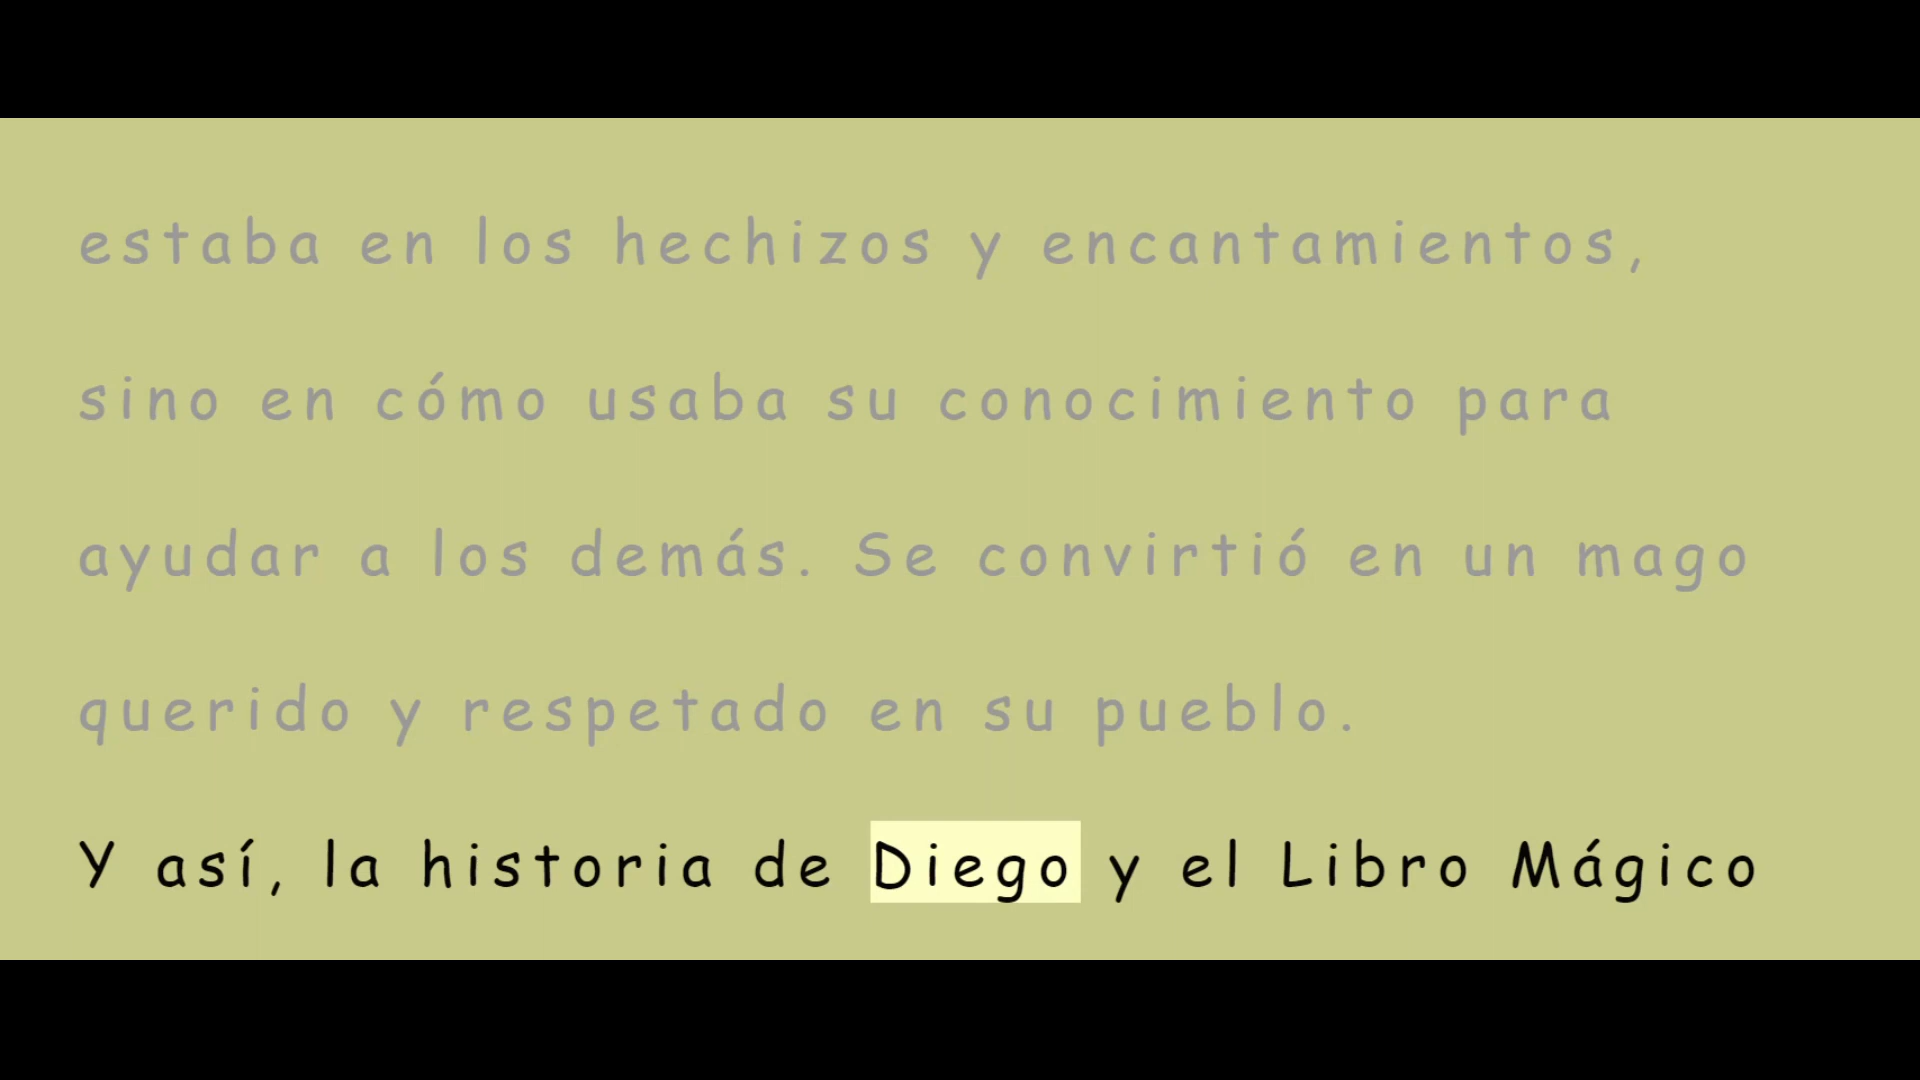 estaba en los hechizos y encantamientos,
sino en cómo usaba su conocimiento para
ayudar a los demás. Se convirtió en un mago
querido y respetado en su pueblo.
Y así, la historia de Diego y el Libro Mágico